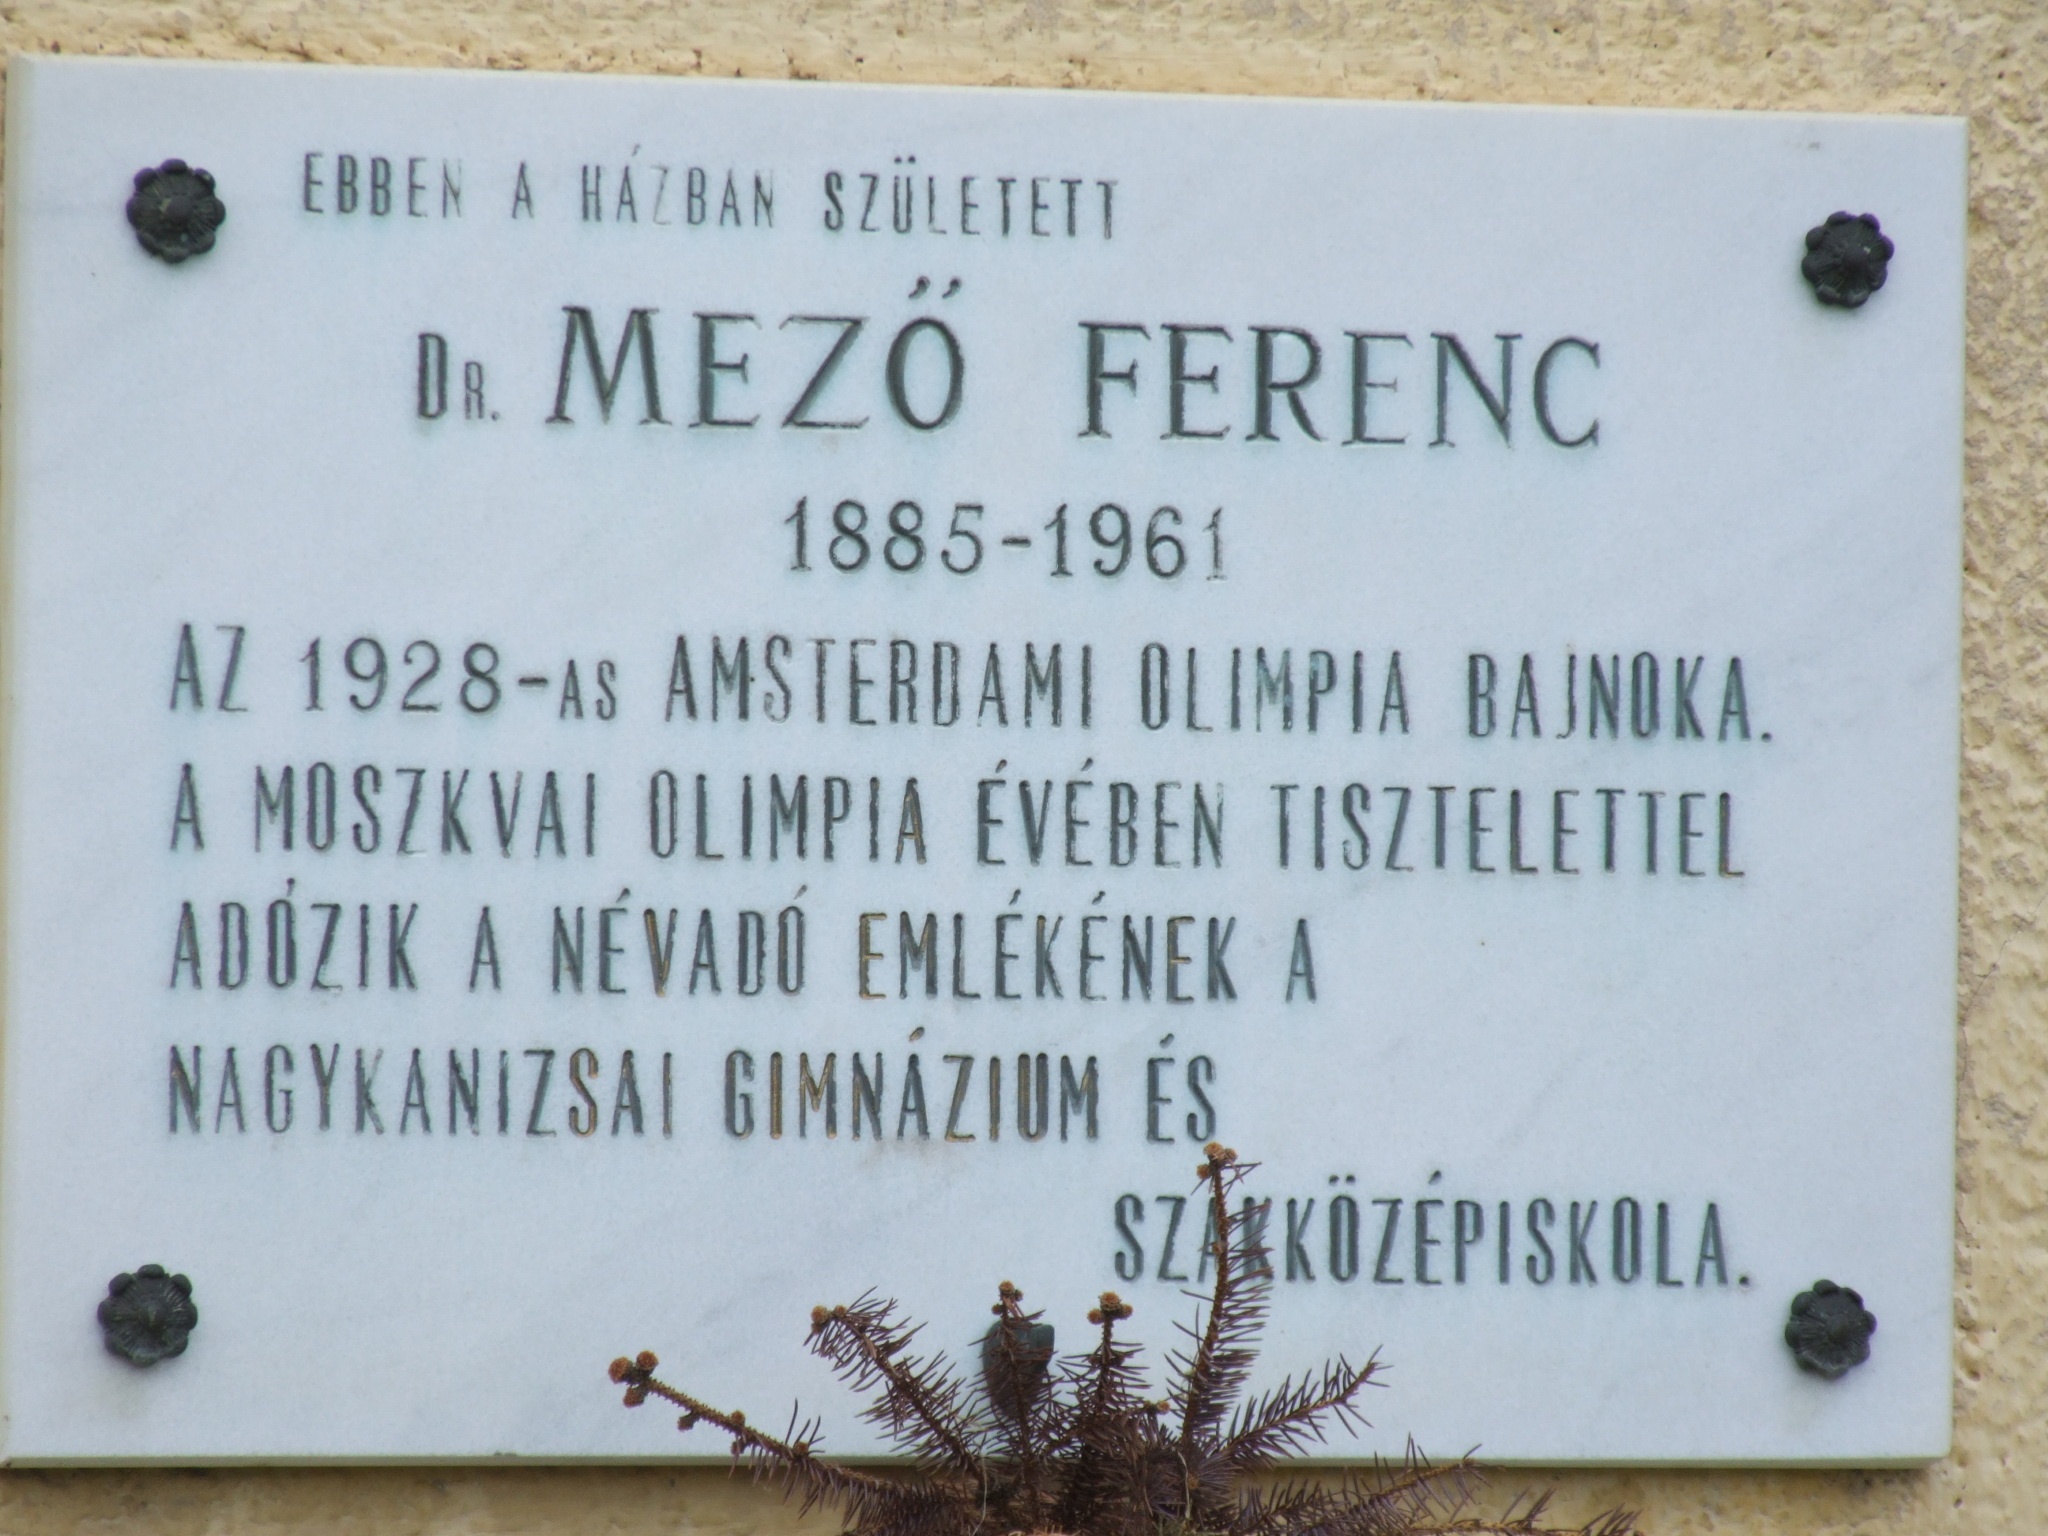 EBBEN A HÁZBAN SZÜLETETT
DR. MEZŐ FERENC
1885-1961
AZ 1928-AS AMSTERDAMI OLIMPIA BAJNOKA.
A MOSZKVAI OLIMPIA ÉVÉBEN TISZTELETTEL
ADÓZIK A NÉVADÓ EMLÉKÉNEK A
NAGYKANIZSAI GIMNÁZIUM ÉS
SZAKKÖZÉPISKOLA.